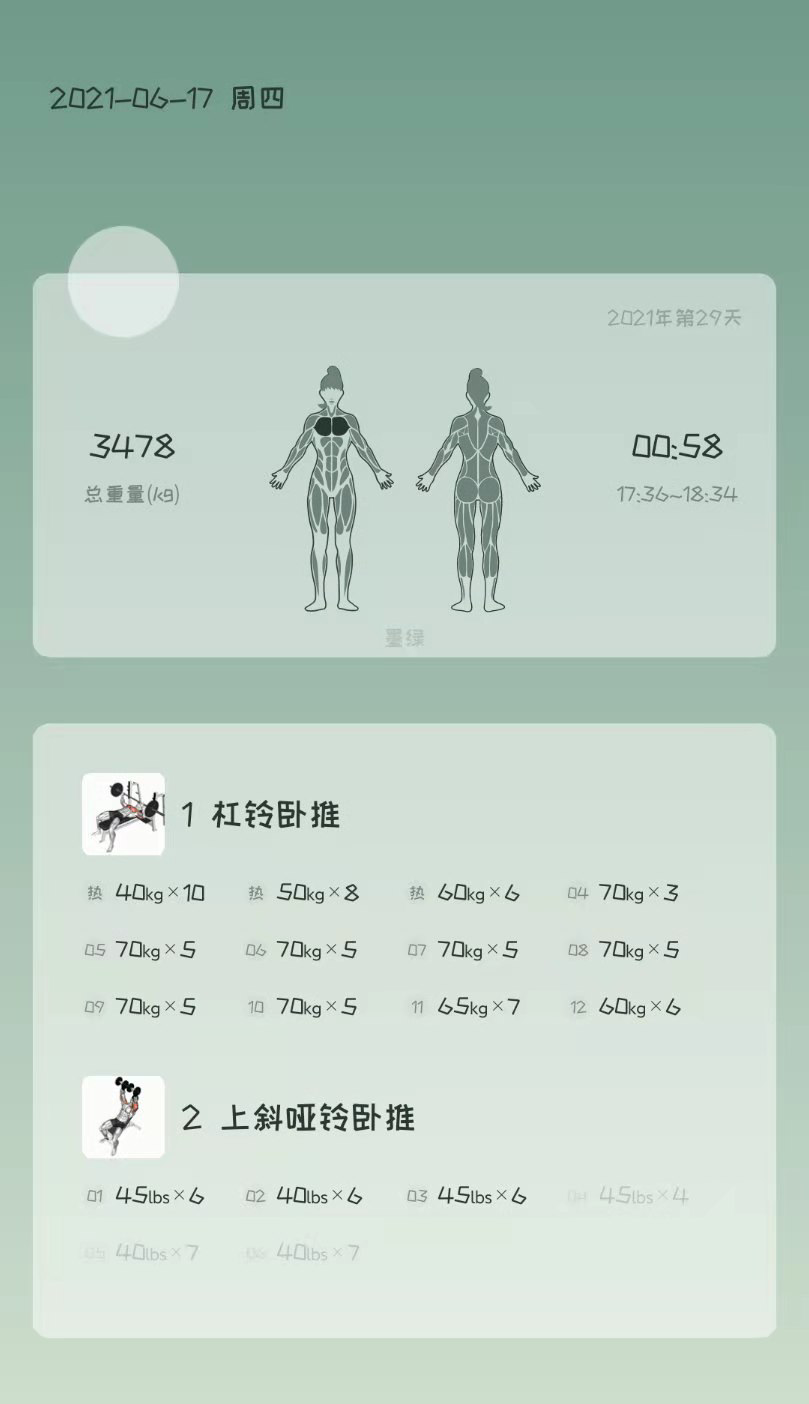 2021-06-17 周四
2021年第29天
3478
总重量(kg)
00:58
17:36~18:34
墨绿
1 杠铃卧推
热 40kg×10 热 50kg×8 热 60kg×6 04 70kg×3
05 70kg×5 06 70kg×5 07 70kg×5 08 70kg×5
09 70kg×5 10 70kg×5 11 65kg×7 12 60kg×6
2 上斜哑铃卧推
01 45lbs×6 02 40lbs×6 03 45lbs×6 04 45lbs×4
05 40lbs×7 06 40lbs×7